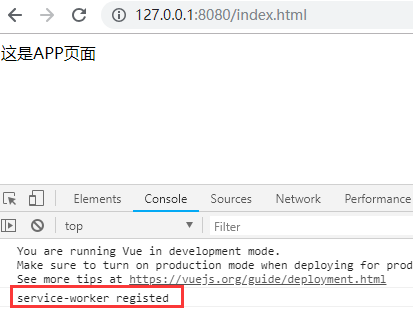 127.0.0.1:8080/index.html
这是APP页面
Elements Console Sources Network Performance
top Filter
You are running Vue in development mode.
Make sure to turn on production mode when deploying for prod
See more tips at https://vuejs.org/guide/deployment.html
service-worker registed